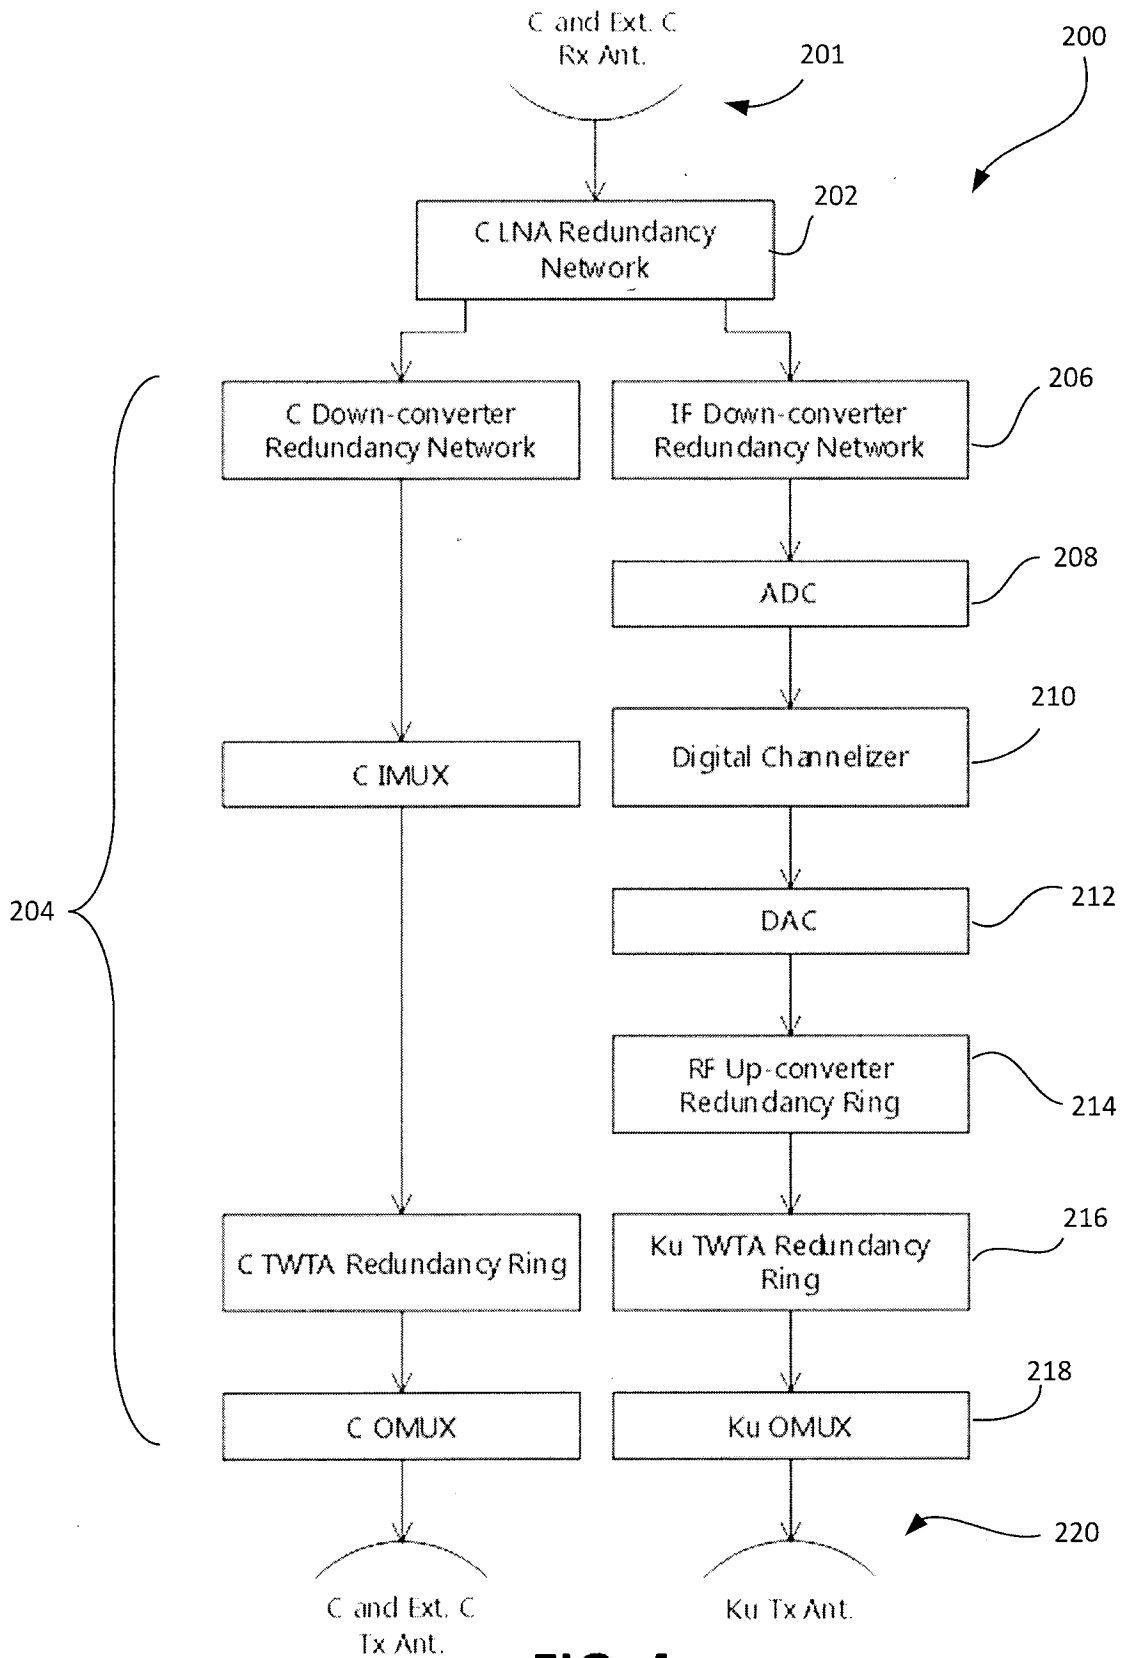 C and Ext. C
Rx Ant.
201
200
202
C LNA Redundancy
Network
C Down-converter
Redundancy Network
IF Down-converter
Redundancy Network
206
ADC
208
C IMUX
Digital Channelizer
210
204
DAC
212
RF Up-converter
Redundancy Ring
214
C TWTA Redundancy Ring
Ku TWTA Redundancy
Ring
216
C OMUX
Ku OMUX
218
220
C and Ext. C
Tx Ant.
Ku Tx Ant.